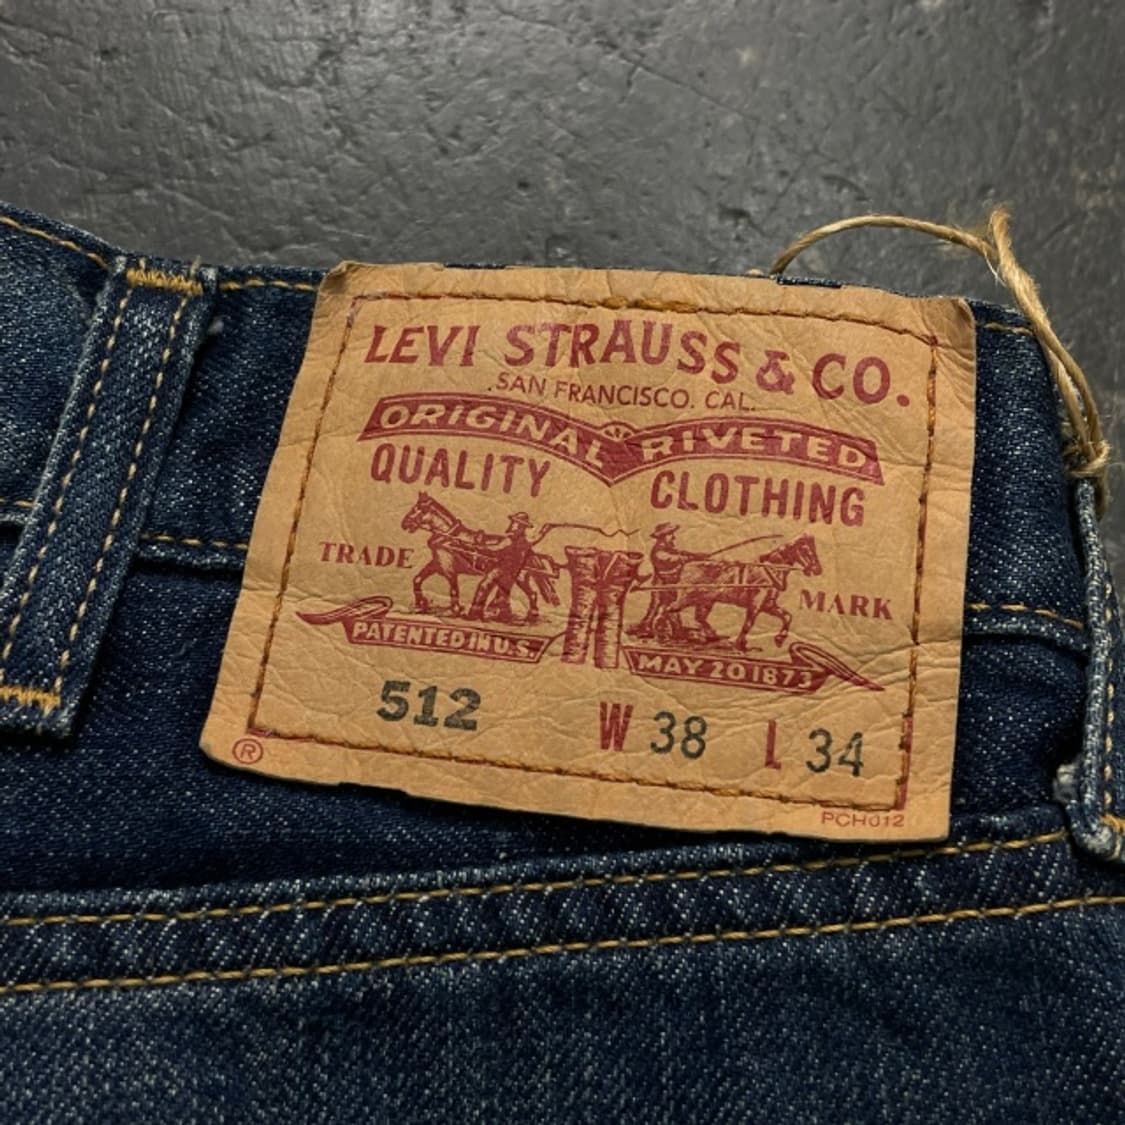 LEVI STRAUSS & CO.
SAN FRANCISCO. CAL.
ORIGINAL RIVETED
QUALITY CLOTHING
TRADE MARK
PATENTED IN U.S. MAY 20 1873
512 W 38 L 34
®
PCH012